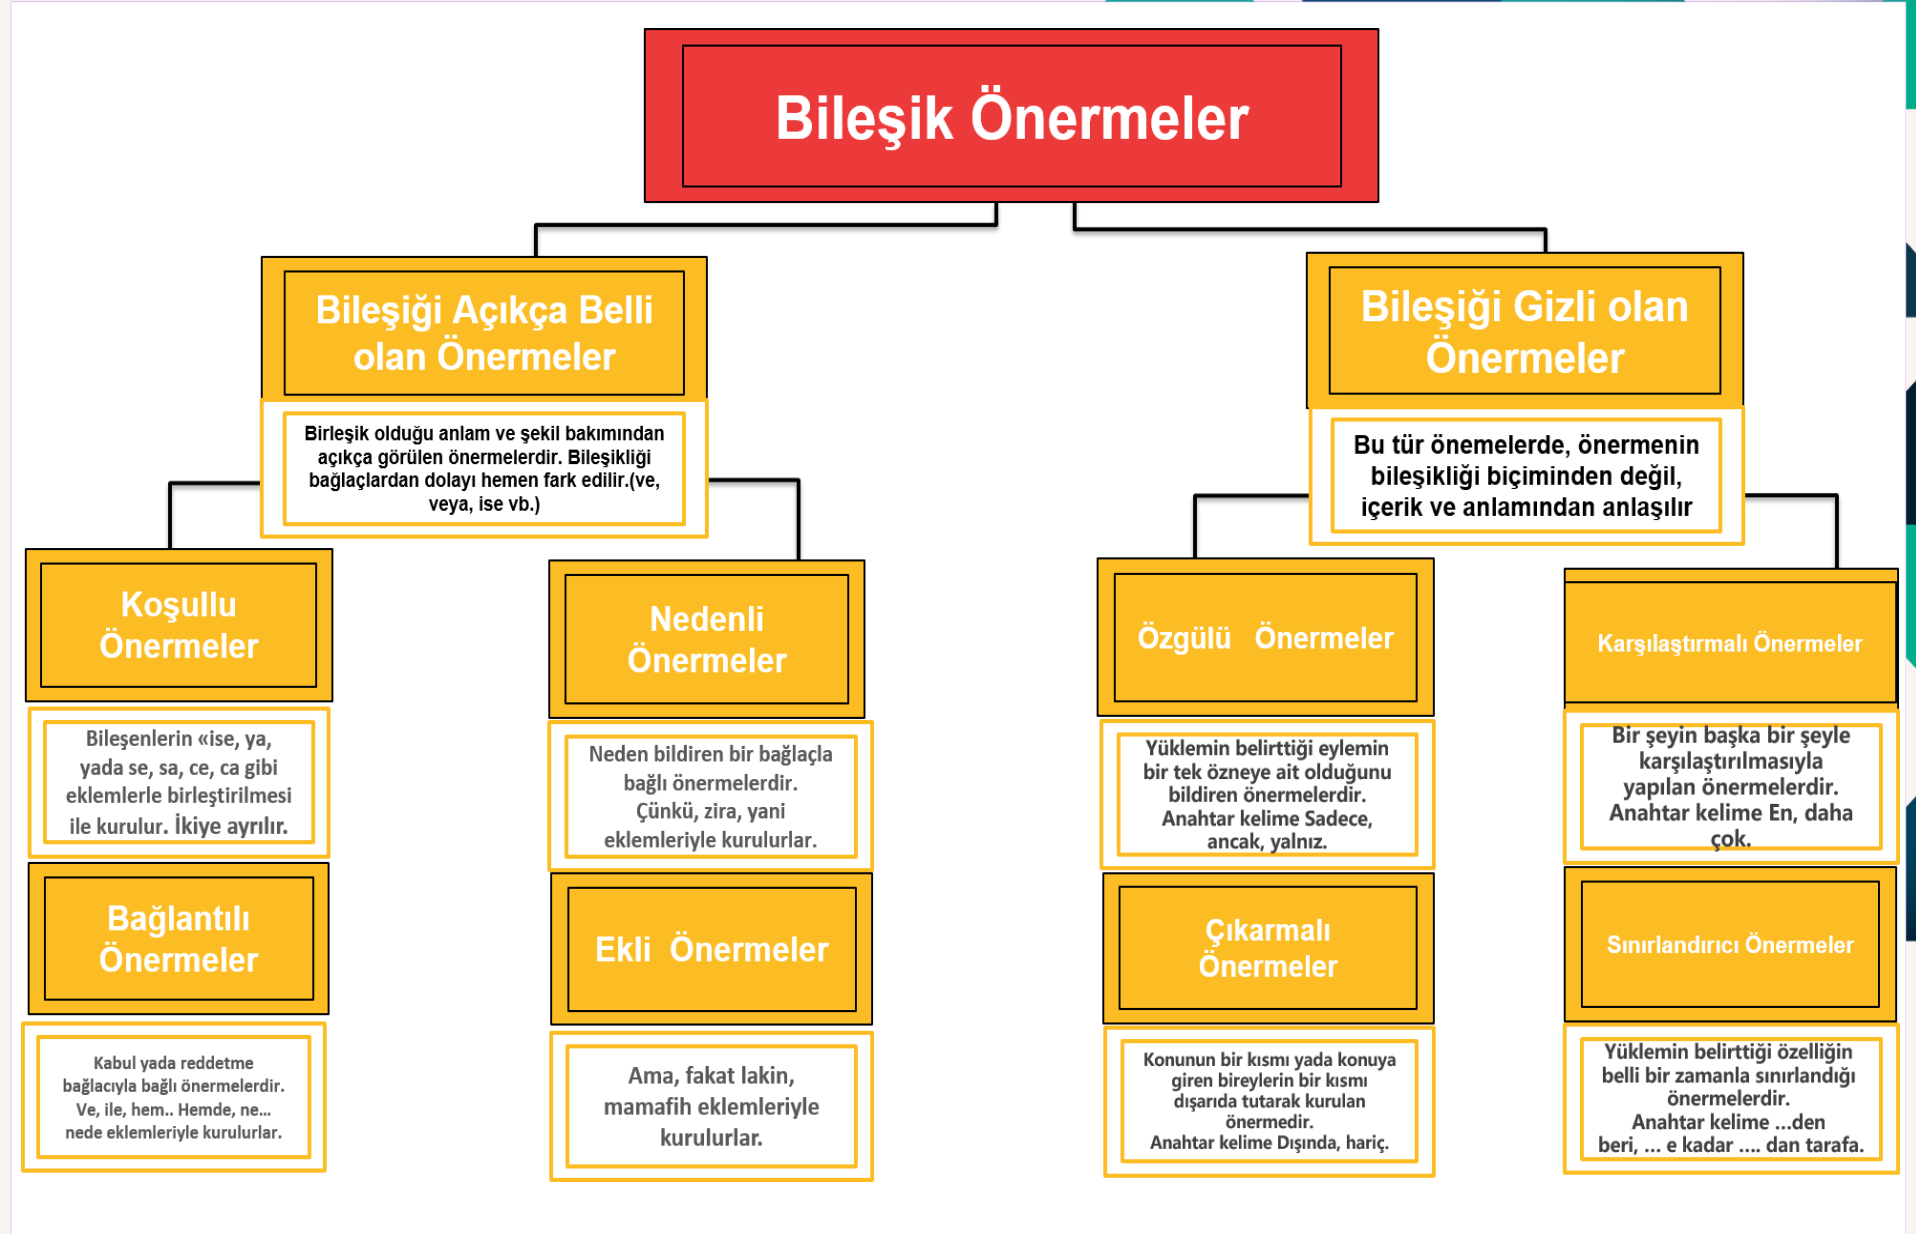 Bileşik Önermeler
Bileşiği Açıkça Belli
olan Önermeler
Birleşik olduğu anlam ve şekil bakımından
açıkça görülen önermelerdir. Bileşikliği
bağlaçlardan dolayı hemen fark edilir.(ve,
veya, ise vb.)
Bileşiği Gizli olan
Önermeler
Bu tür önemelerde, önermenin
bileşikliği biçiminden değil,
içerik ve anlamından anlaşılır
Koşullu
Önermeler
Bileşenlerin «ise, ya,
yada se, sa, ce, ca gibi
eklemlerle birleştirilmesi
ile kurulur. İkiye ayrılır.
Bağlantılı
Önermeler
Kabul yada reddetme
bağlacıyla bağlı önermelerdir.
Ve, ile, hem.. Hemde, ne...
nede eklemleriyle kurulurlar.
Nedenli
Önermeler
Neden bildiren bir bağlaçla
bağlı önermelerdir.
Çünkü, zira, yani
eklemleriyle kurulurlar.
Ekli Önermeler
Ama, fakat lakin,
mamafih eklemleriyle
kurulurlar.
Özgülü Önermeler
Yüklemin belirttiği eylemin
bir tek özneye ait olduğunu
bildiren önermelerdir.
Anahtar kelime Sadece,
ancak, yalnız.
Çıkarmalı
Önermeler
Konunun bir kısmı yada konuya
giren bireylerin bir kısmı
dışarıda tutarak kurulan
önermedir.
Anahtar kelime Dışında, hariç.
Karşılaştırmalı Önermeler
Bir şeyin başka bir şeyle
karşılaştırılmasıyla
yapılan önermelerdir.
Anahtar kelime En, daha
çok.
Sınırlandırıcı Önermeler
Yüklemin belirttiği özelliğin
belli bir zamanla sınırlandığı
önermelerdir.
Anahtar kelime ...den
beri, ... e kadar .... dan tarafa.